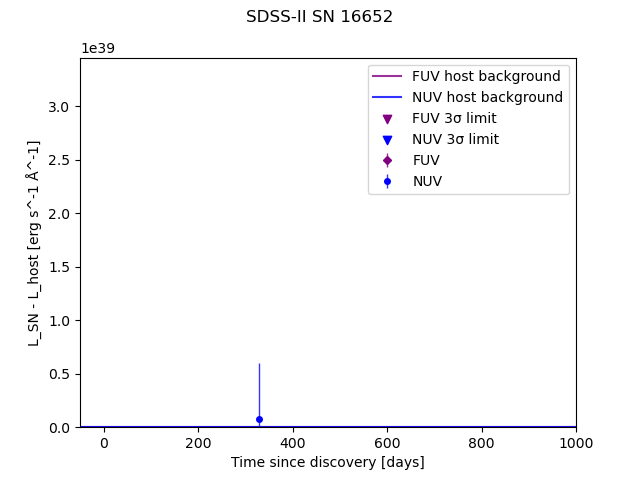 SDSS-II SN 16652
1e39
L_SN - L_host [erg s^-1 Å^-1]
3.0
2.5
2.0
1.5
1.0
0.5
0.0
FUV host background
NUV host background
FUV 3σ limit
NUV 3σ limit
FUV
NUV
0 200 400 600 800 1000
Time since discovery [days]